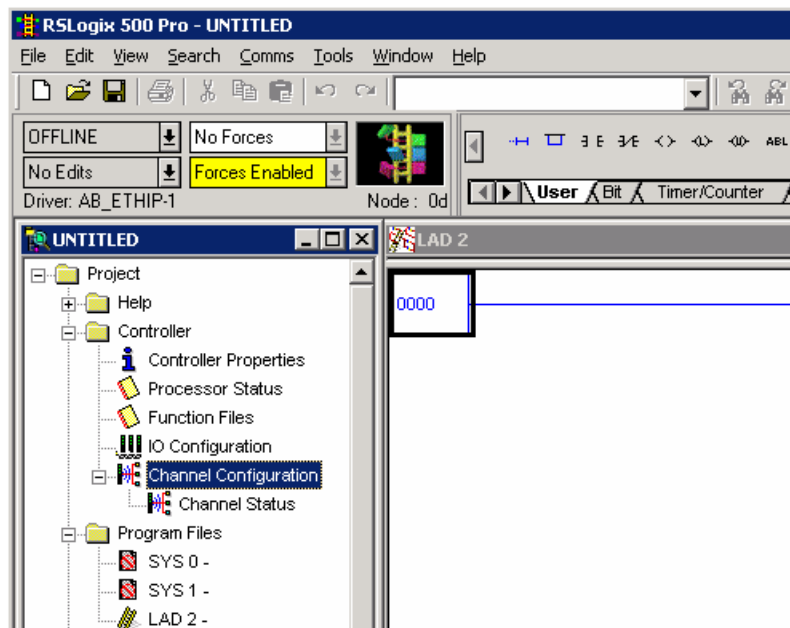 RSLogix 500 Pro - UNTITLED
File Edit View Search Comms Tools Window Help
OFFLINE No Forces
No Edits Forces Enabled
Driver: AB_ETHIP-1 Node : 0d
ABL
User Bit Timer/Counter
UNTITLED
LAD 2
Project
Help
Controller
Controller Properties
Processor Status
Function Files
IO Configuration
Channel Configuration
Channel Status
Program Files
SYS 0 -
SYS 1 -
LAD 2 -
0000